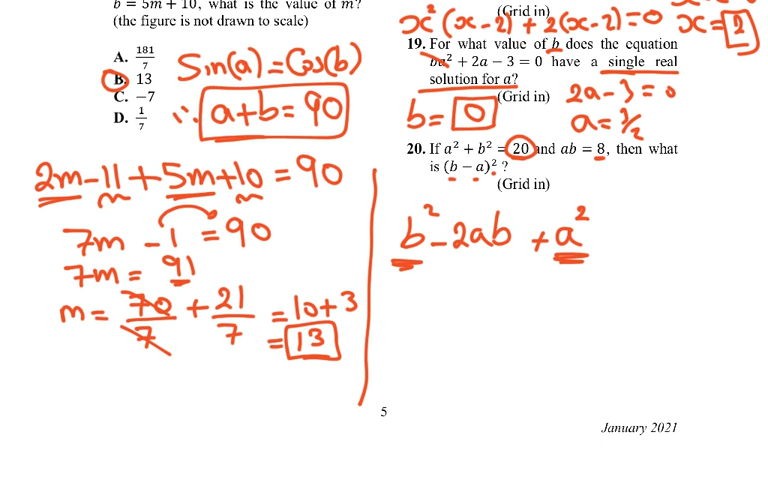 b = 5m + 10, what is the value of m?
(the figure is not drawn to scale)
A. 181/7
B. 13
C. −7
D. 1/7
Sin(a)=Cos(b)
∵ a+b=90
2m-11+5m+10=90
7m -1 =90
7m = 91
m = 70/7 + 21/7 =10+3
= 13
(Grid in)
x²(x-2)+2(x-2)=0 x=2
19. For what value of b does the equation
ba² + 2a − 3 = 0 have a single real
solution for a?
(Grid in) 2a-3=0
b= 0 a=3/2
20. If a² + b² = 20 and ab = 8, then what
is (b − a)² ?
(Grid in)
b²-2ab +a²
5
January 2021